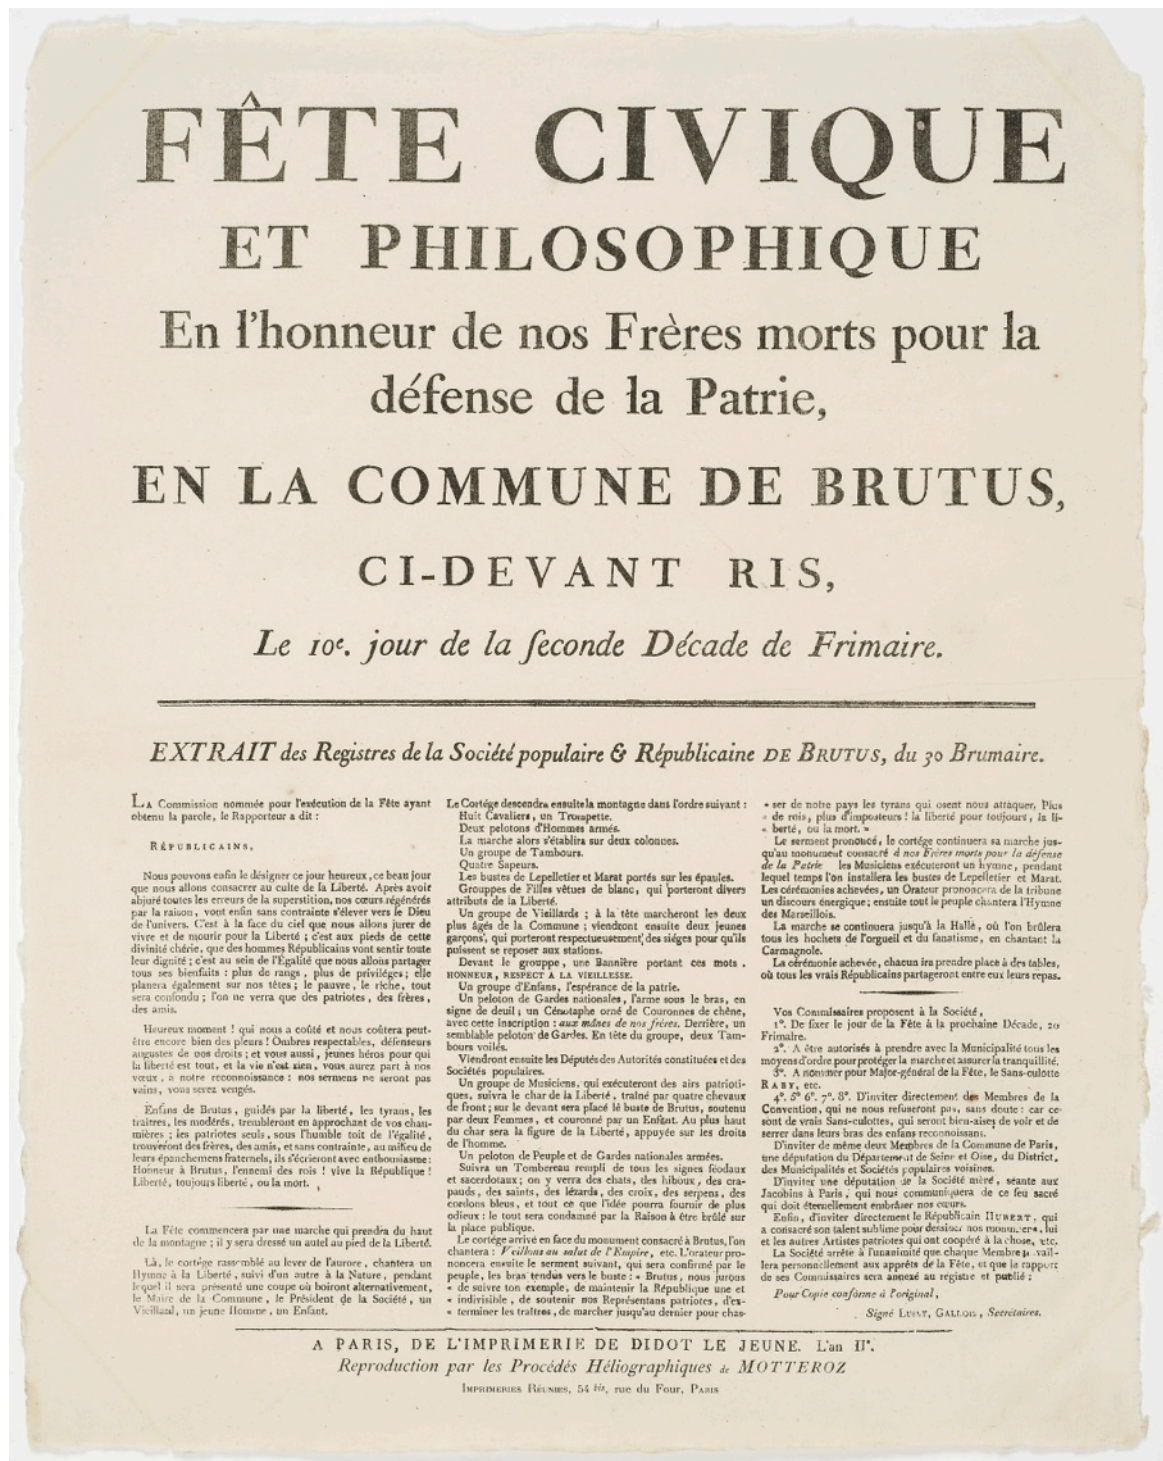 FÊTE CIVIQUE
ET PHILOSOPHIQUE
En l'honneur de nos Frères morts pour la
défense de la Patrie,
EN LA COMMUNE DE BRUTUS,
CI-DEVANT RIS,
Le 10e. jour de la ſeconde Décade de Frimaire.
EXTRAIT des Registres de la Société populaire & Républicaine DE BRUTUS, du 30 Brumaire.
LA Commission nommée pour l'exécution de la Fête ayant
obtenu la parole, le Rapporteur a dit :
RÉPUBLICAINS,
Nous pouvons enfin le désigner ce jour heureux, ce beau jour
que nous allons consacrer au culte de la Liberté. Après avoir
abjuré toutes les erreurs de la superstition, nos cœurs régénérés
par la raison, vont enfin sans contrainte s'élever vers le Dieu
de l'univers. C'est à la face du ciel que nous allons jurer de
vivre et de mourir pour la Liberté ; c'est aux pieds de cette
divinité chérie, que des hommes Républicains vont sentir toute
leur dignité ; c'est au sein de l'Égalité que nous allons partager
tous ses bienfaits : plus de rangs, plus de privilèges ; elle
planera également sur nos têtes ; le pauvre, le riche, tout
sera confondu ; l'on ne verra que des patriotes, des frères,
des amis.
Heureux moment ! qui nous a coûté et nous coûtera peut-
être encore bien des pleurs ! Ombres respectables, défenseurs
augustes de nos droits ; et vous aussi, jeunes héros pour qui
la liberté est tout, et la vie n'est rien, vous aurez part à nos
vœux, à notre reconnoissance : nos sermens ne seront pas
vains, vous serez vengés.
Enfans de Brutus, guidés par la liberté, les tyrans, les
traîtres, les modérés, trembleront en approchant de vos chau-
mières ; les patriotes seuls, sous l'humble toit de l'égalité,
trouveront des frères, des amis, et sans contrainte, au milieu de
leurs épanchemens fraternels, ils s'écrieront avec enthousiasme :
Honneur à Brutus, l'ennemi des rois ! vive la République !
Liberté, toujours liberté, ou la mort.
La Fête commencera par une marche qui prendra du haut
de la montagne ; il y sera dressé un autel au pied de la Liberté.
Là, le cortége rassemblé au lever de l'aurore, chantera un
Hymne à la Liberté, suivi d'un autre à la Nature, pendant
lequel il sera présenté une coupe où boiront alternativement,
le Maire de la Commune, le Président de la Société, un
Vieillard, un jeune Homme, un Enfant.
Le Cortége descendra ensuite la montagne dans l'ordre suivant :
Huit Cavaliers, un Trompette.
Deux pelotons d'Hommes armés.
La marche alors s'établira sur deux colonnes.
Un groupe de Tambours.
Quatre Sapeurs.
Les bustes de Lepelletier et Marat portés sur les épaules.
Grouppes de Filles vêtues de blanc, qui porteront divers
attributs de la Liberté.
Un groupe de Vieillards ; à la tête marcheront les deux
plus âgés de la Commune ; viendront ensuite deux jeunes
garçons, qui porteront respectueusement des siéges pour qu'ils
puissent se reposer aux stations.
Devant le grouppe, une Bannière portant ces mots,
HONNEUR, RESPECT A LA VIEILLESSE.
Un groupe d'Enfans, l'espérance de la patrie.
Un peloton de Gardes nationales, l'arme sous le bras, en
signe de deuil ; un Cénotaphe orné de Couronnes de chêne,
avec cette inscription : aux mânes de nos frères. Derrière, un
semblable peloton de Gardes. En tête du groupe, deux Tam-
bours voilés.
Viendront ensuite les Députés des Autorités constituées et des
Sociétés populaires.
Un groupe de Musiciens, qui exécuteront des airs patrioti-
ques, suivra le char de la Liberté, traîné par quatre chevaux
de front ; sur le devant sera placé le buste de Brutus, soutenu
par deux Femmes, et couronné par un Enfant. Au plus haut
du char sera la figure de la Liberté, appuyée sur les droits
de l'homme.
Un peloton de Peuple et de Gardes nationales armées.
Suivra un Tombereau rempli de tous les signes féodaux
et sacerdotaux ; on y verra des chats, des hiboux, des cra-
pauds, des saints, des lézards, des croix, des serpens, des
cordons bleus, et tout ce que l'idée pourra fournir de plus
odieux : le tout sera condamné par la Raison à être brûlé sur
la place publique.
Le cortége arrivé en face du monument consacré à Brutus, l'on
chantera : Veillons au salut de l'Empire, etc. L'orateur pro-
noncera ensuite le serment suivant, qui sera confirmé par le
peuple, les bras tendus vers le buste : « Brutus, nous jurons
« de suivre ton exemple, de maintenir la République une et
« indivisible, de soutenir nos Représentans patriotes, d'ex-
« terminer les traîtres, de marcher jusqu'au dernier pour chas-
« ser de notre pays les tyrans qui osent nous attaquer. Plus
« de rois, plus d'imposteurs ! la liberté pour toujours, la li-
« berté, ou la mort. »
Le serment prononcé, le cortége continuera sa marche jus-
qu'au monument consacré à nos Frères morts pour la défense
de la Patrie les Musiciens exécuteront un hymne, pendant
lequel temps l'on installera les bustes de Lepelletier et Marat.
Les cérémonies achevées, un Orateur prononcera de la tribune
un discours énergique ; ensuite tout le peuple chantera l'Hymne
des Marseillois.
La marche se continuera jusqu'à la Halle, où l'on brûlera
tous les hochets de l'orgueil et du fanatisme, en chantant la
Carmagnole.
La cérémonie achevée, chacun ira prendre place à des tables,
où tous les vrais Républicains partageront entre eux leurs repas.
Vos Commissaires proposent à la Société,
1°. De fixer le jour de la Fête à la prochaine Décade, 20
Frimaire.
2°. A être autorisés à prendre avec la Municipalité tous les
moyens d'ordre pour protéger la marche et assurer la tranquillité.
3°. A nommer pour Major-général de la Fête, le Sans-culotte
RABY, etc.
4°. 5° 6°. 7°. 8°. D'inviter directement des Membres de la
Convention, qui ne nous refuseront pas, sans doute : car ce
sont de vrais Sans-culottes, qui seront bien-aises de voir et de
serrer dans leurs bras des enfans reconnoissans.
D'inviter de même deux Membres de la Commune de Paris,
une députation du Département de Seine et Oise, du District,
des Municipalités et Sociétés populaires voisines.
D'inviter une députation de la Société mère, séante aux
Jacobins à Paris, qui nous communiquera de ce feu sacré
qui doit éternellement embrâser nos cœurs.
Enfin, d'inviter directement le Républicain HUBERT, qui
a consacré son talent sublime pour dessiner nos monumens, lui
et les autres Artistes patriotes qui ont coopéré à la chose, etc.
La Société arrête à l'unanimité que chaque Membre travail-
lera personnellement aux apprêts de la Fête, et que le rapport
de ses Commissaires sera annexé au registre et publié :
Pour Copie conforme à l'original,
Signé GALLOIS, Secrétaires.
A PARIS, DE L'IMPRIMERIE DE DIDOT LE JEUNE. L'an IIe.
Reproduction par les Procédés Héliographiques de MOTTEROZ
IMPRIMERIES RÉUNIES, 54 bis, rue du Four, PARIS